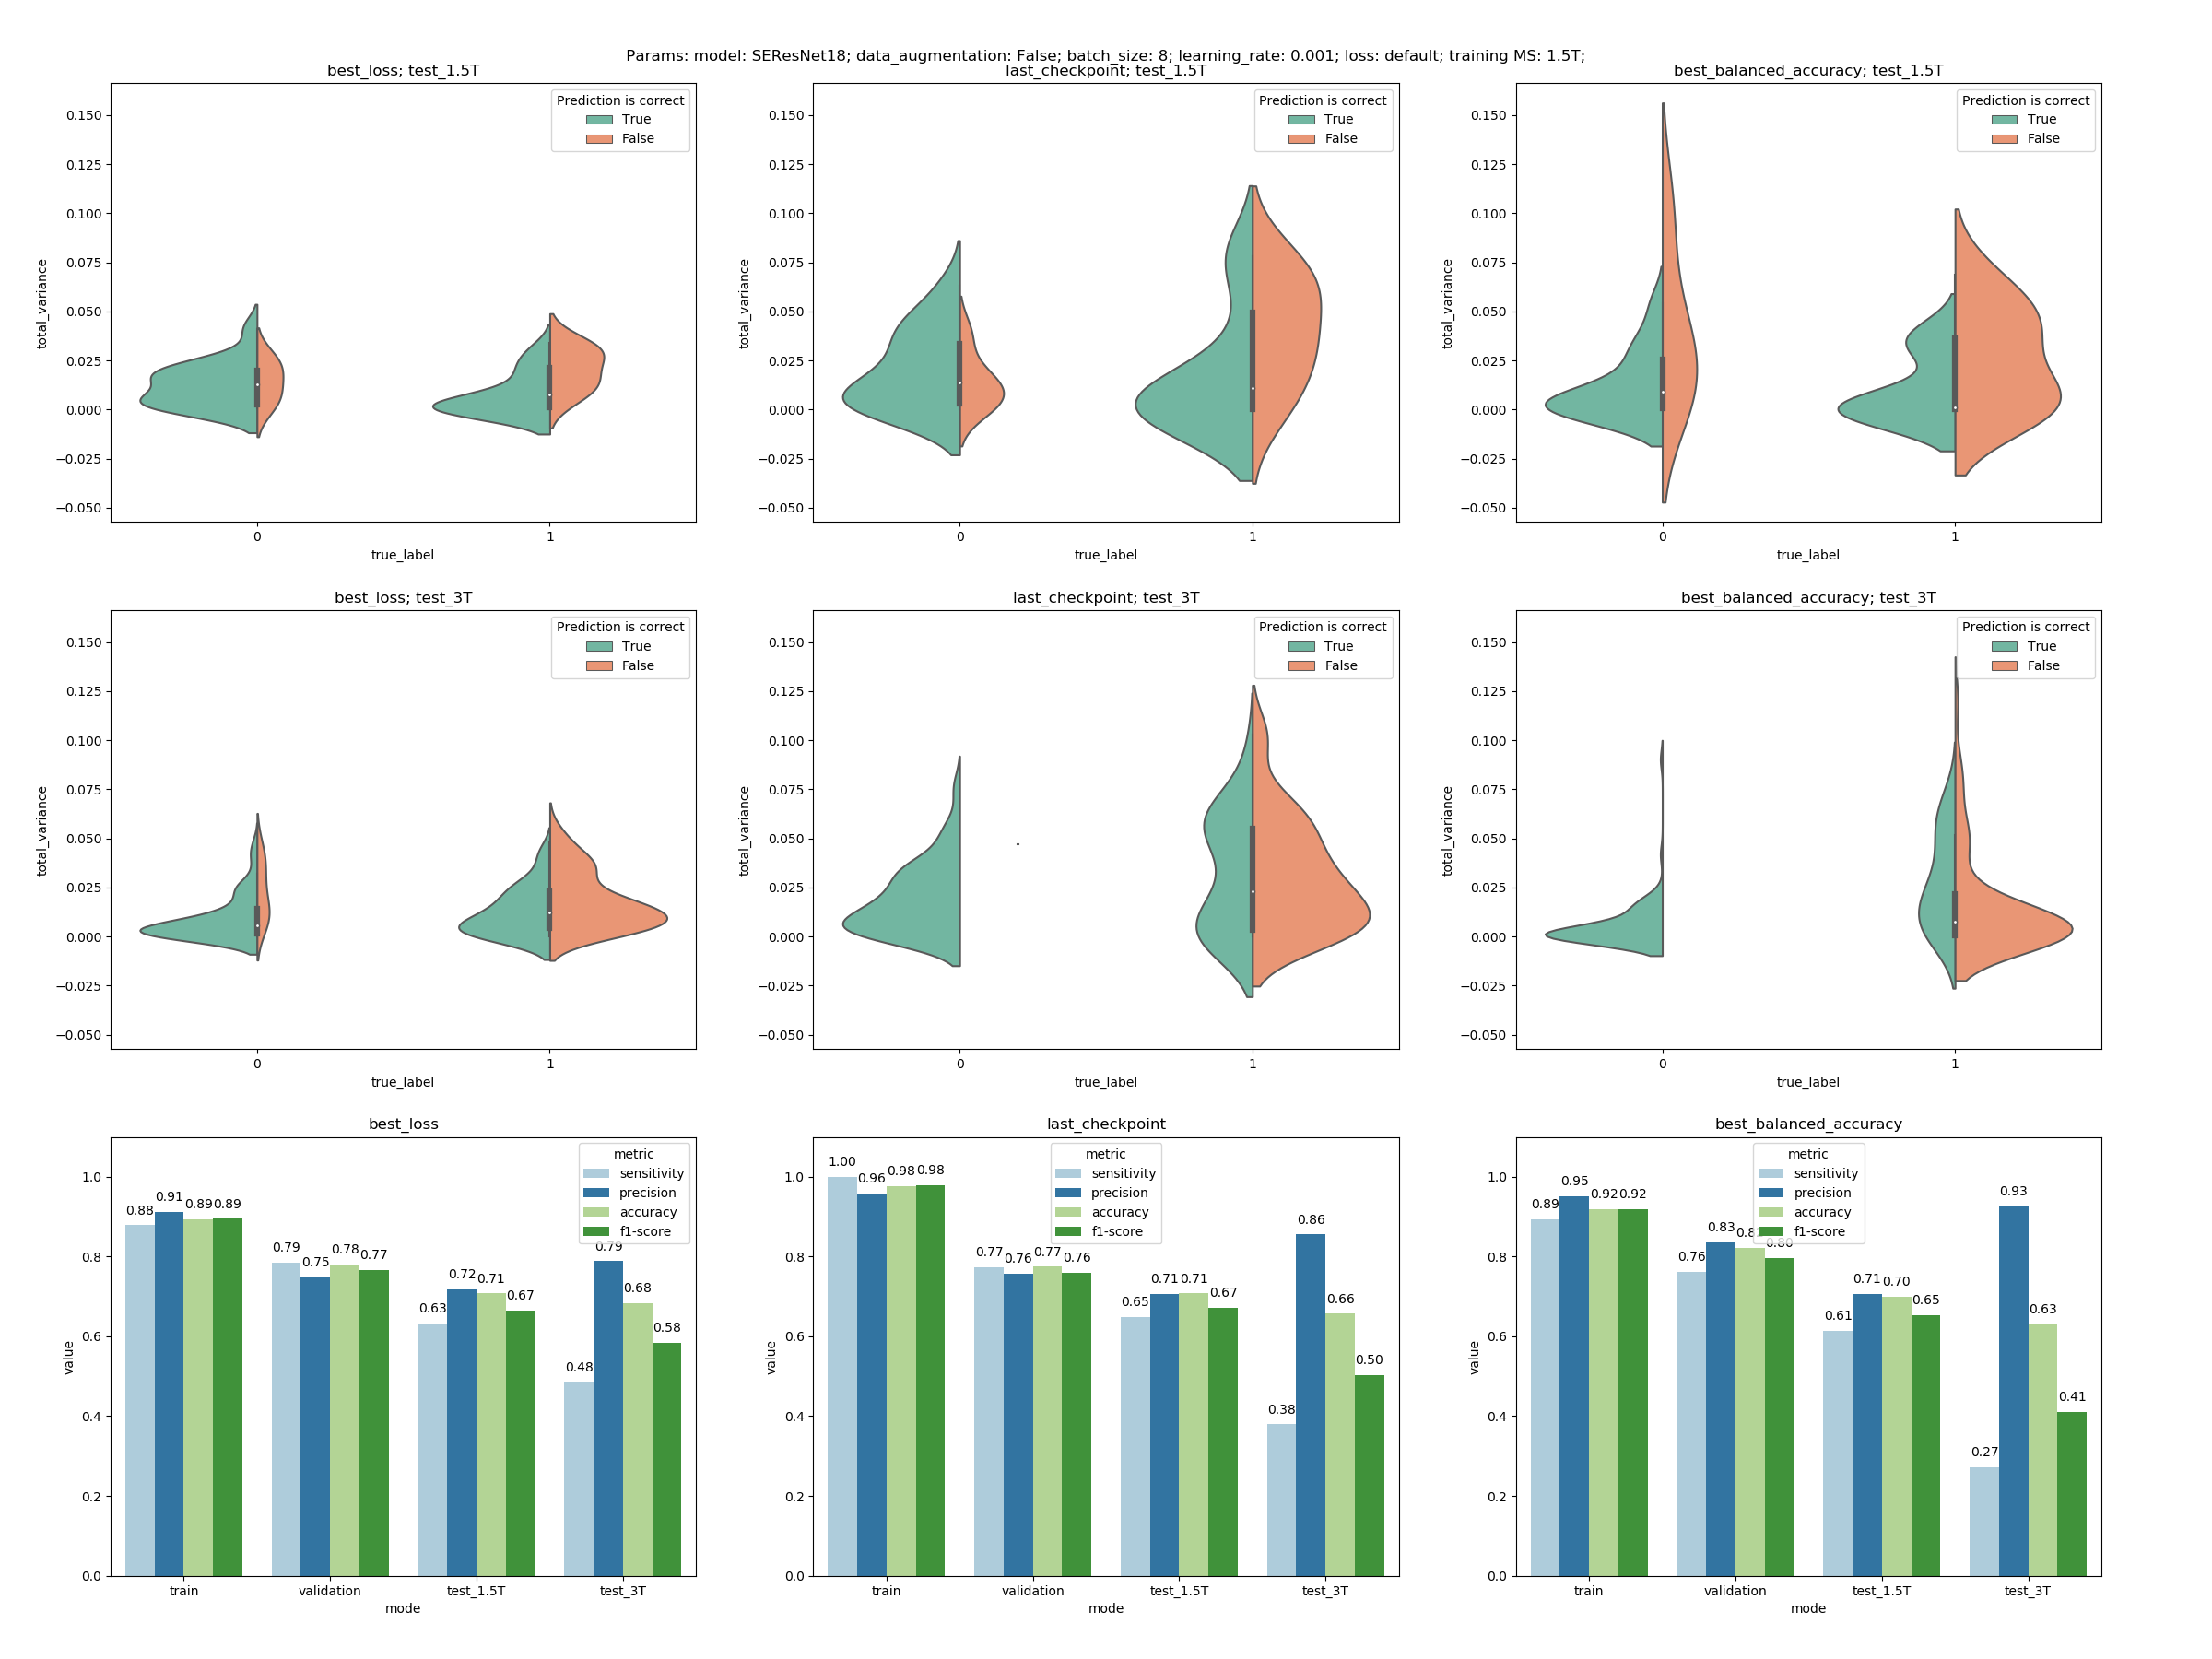 Params: model: SEResNet18; data_augmentation: False; batch_size: 8; learning_rate: 0.001; loss: default; training MS: 1.5T;
best_loss; test_1.5T
Prediction is correct
True
False
0.150
0.125
0.100
0.075
0.050
0.025
0.000
−0.025
−0.050
total_variance
0
1
true_label
last_checkpoint; test_1.5T
Prediction is correct
True
False
0.150
0.125
0.100
0.075
0.050
0.025
0.000
−0.025
−0.050
total_variance
0
1
true_label
best_balanced_accuracy; test_1.5T
Prediction is correct
True
False
0.150
0.125
0.100
0.075
0.050
0.025
0.000
−0.025
−0.050
total_variance
0
1
true_label
best_loss; test_3T
Prediction is correct
True
False
0.150
0.125
0.100
0.075
0.050
0.025
0.000
−0.025
−0.050
total_variance
0
1
true_label
last_checkpoint; test_3T
Prediction is correct
True
False
0.150
0.125
0.100
0.075
0.050
0.025
0.000
−0.025
−0.050
total_variance
0
1
true_label
best_balanced_accuracy; test_3T
Prediction is correct
True
False
0.150
0.125
0.100
0.075
0.050
0.025
0.000
−0.025
−0.050
total_variance
0
1
true_label
best_loss
metric
sensitivity
precision
accuracy
f1-score
1.0
0.8
0.6
0.4
0.2
0.0
value
0.88 0.91 0.89 0.89
0.79 0.75 0.78 0.77
0.63 0.72 0.71 0.67
0.48 0.79 0.68 0.58
train validation test_1.5T test_3T
mode
last_checkpoint
metric
sensitivity
precision
accuracy
f1-score
1.0
0.8
0.6
0.4
0.2
0.0
value
1.00 0.96 0.98 0.98
0.77 0.76 0.77 0.76
0.65 0.71 0.71 0.67
0.38 0.86 0.66 0.50
train validation test_1.5T test_3T
mode
best_balanced_accuracy
metric
sensitivity
precision
accuracy
f1-score
1.0
0.8
0.6
0.4
0.2
0.0
value
0.89 0.95 0.92 0.92
0.76 0.83 0.80
0.61 0.71 0.70 0.65
0.27 0.93 0.63 0.41
train validation test_1.5T test_3T
mode